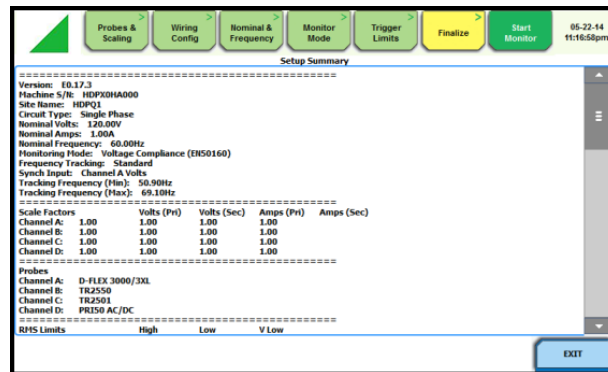 > > > > > >
Probes & Scaling Wiring Config Nominal & Frequency Monitor Mode Trigger Limits Finalize Start Monitor 05-22-14 11:16:58pm
Setup Summary
==================================================
Version: E0.17.3
Machine S/N: HDPX0HA000
Site Name: HDPQ1
Circuit Type: Single Phase
Nominal Volts: 120.00V
Nominal Amps: 1.00A
Nominal Frequency: 60.00Hz
Monitoring Mode: Voltage Compliance (EN50160)
Frequency Tracking: Standard
Synch Input: Channel A Volts
Tracking Frequency (Min): 50.90Hz
Tracking Frequency (Max): 69.10Hz
==================================================
Scale Factors Volts (Pri) Volts (Sec) Amps (Pri) Amps (Sec)
Channel A: 1.00 1.00 1.00 1.00
Channel B: 1.00 1.00 1.00 1.00
Channel C: 1.00 1.00 1.00 1.00
Channel D: 1.00 1.00 1.00 1.00
==================================================
Probes
Channel A: D-FLEX 3000/3XL
Channel B: TR2550
Channel C: TR2501
Channel D: PR150 AC/DC
==================================================
RMS Limits High Low V Low
EXIT